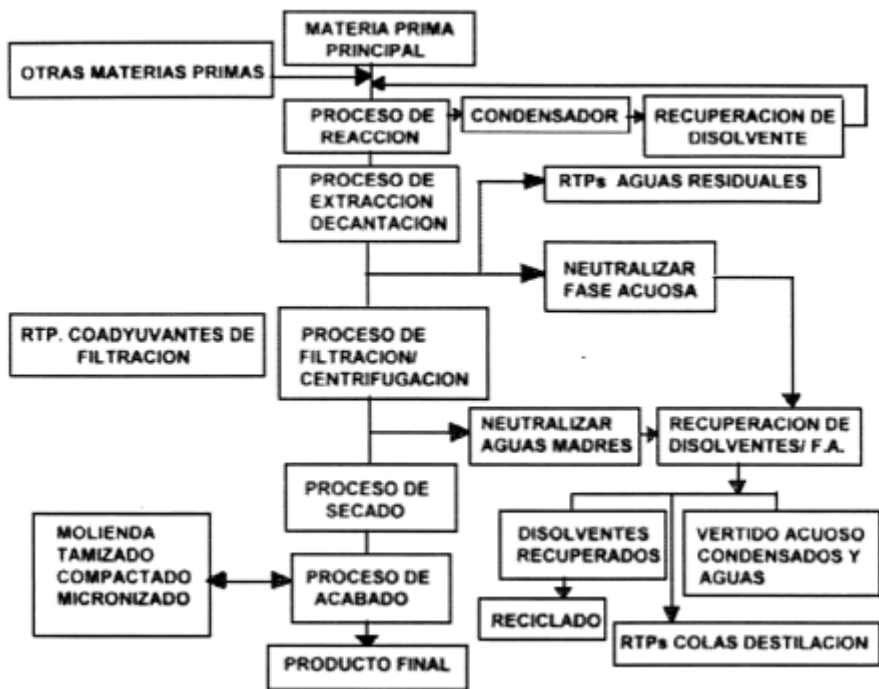 MATERIA PRIMA
PRINCIPAL
OTRAS MATERIAS PRIMAS
PROCESO DE
REACCION
CONDENSADOR
RECUPERACION DE
DISOLVENTE
PROCESO DE
EXTRACCION
DECANTACION
RTPs AGUAS RESIDUALES
NEUTRALIZAR
FASE ACUOSA
RTP. COADYUVANTES DE
FILTRACION
PROCESO DE
FILTRACION/
CENTRIFUGACION
NEUTRALIZAR
AGUAS MADRES
RECUPERACION DE
DISOLVENTES/ F.A.
PROCESO DE
SECADO
MOLIENDA
TAMIZADO
COMPACTADO
MICRONIZADO
PROCESO DE
ACABADO
DISOLVENTES
RECUPERADOS
VERTIDO ACUOSO
CONDENSADOS Y
AGUAS
RECICLADO
RTPs COLAS DESTILACION
PRODUCTO FINAL